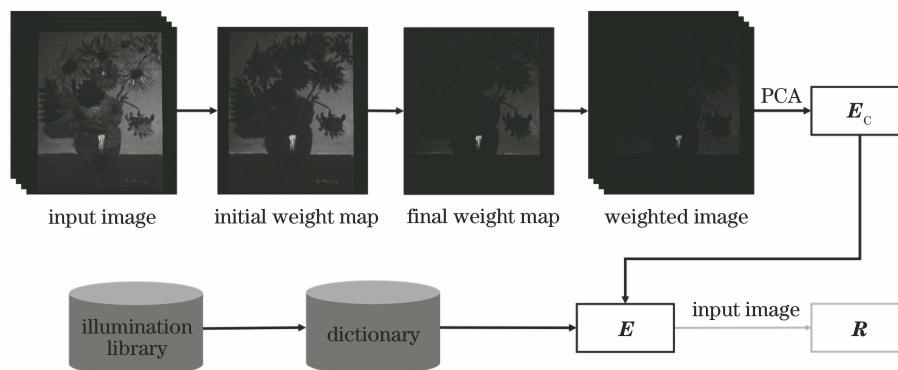 PCA
E_C
input image
initial weight map
final weight map
weighted image
illumination
library
dictionary
E
input image
R